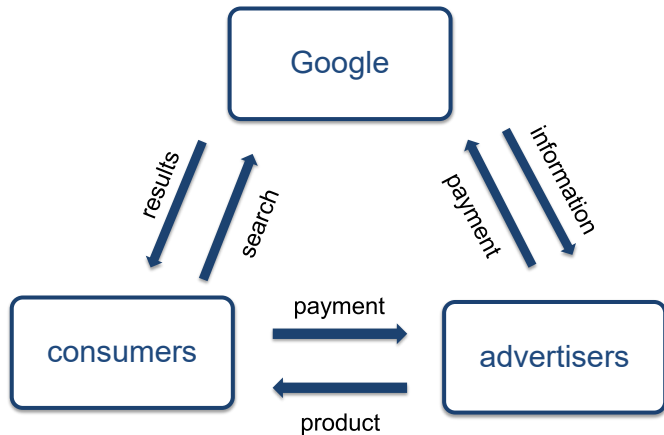 Google
results
search
payment
information
consumers
payment
advertisers
product